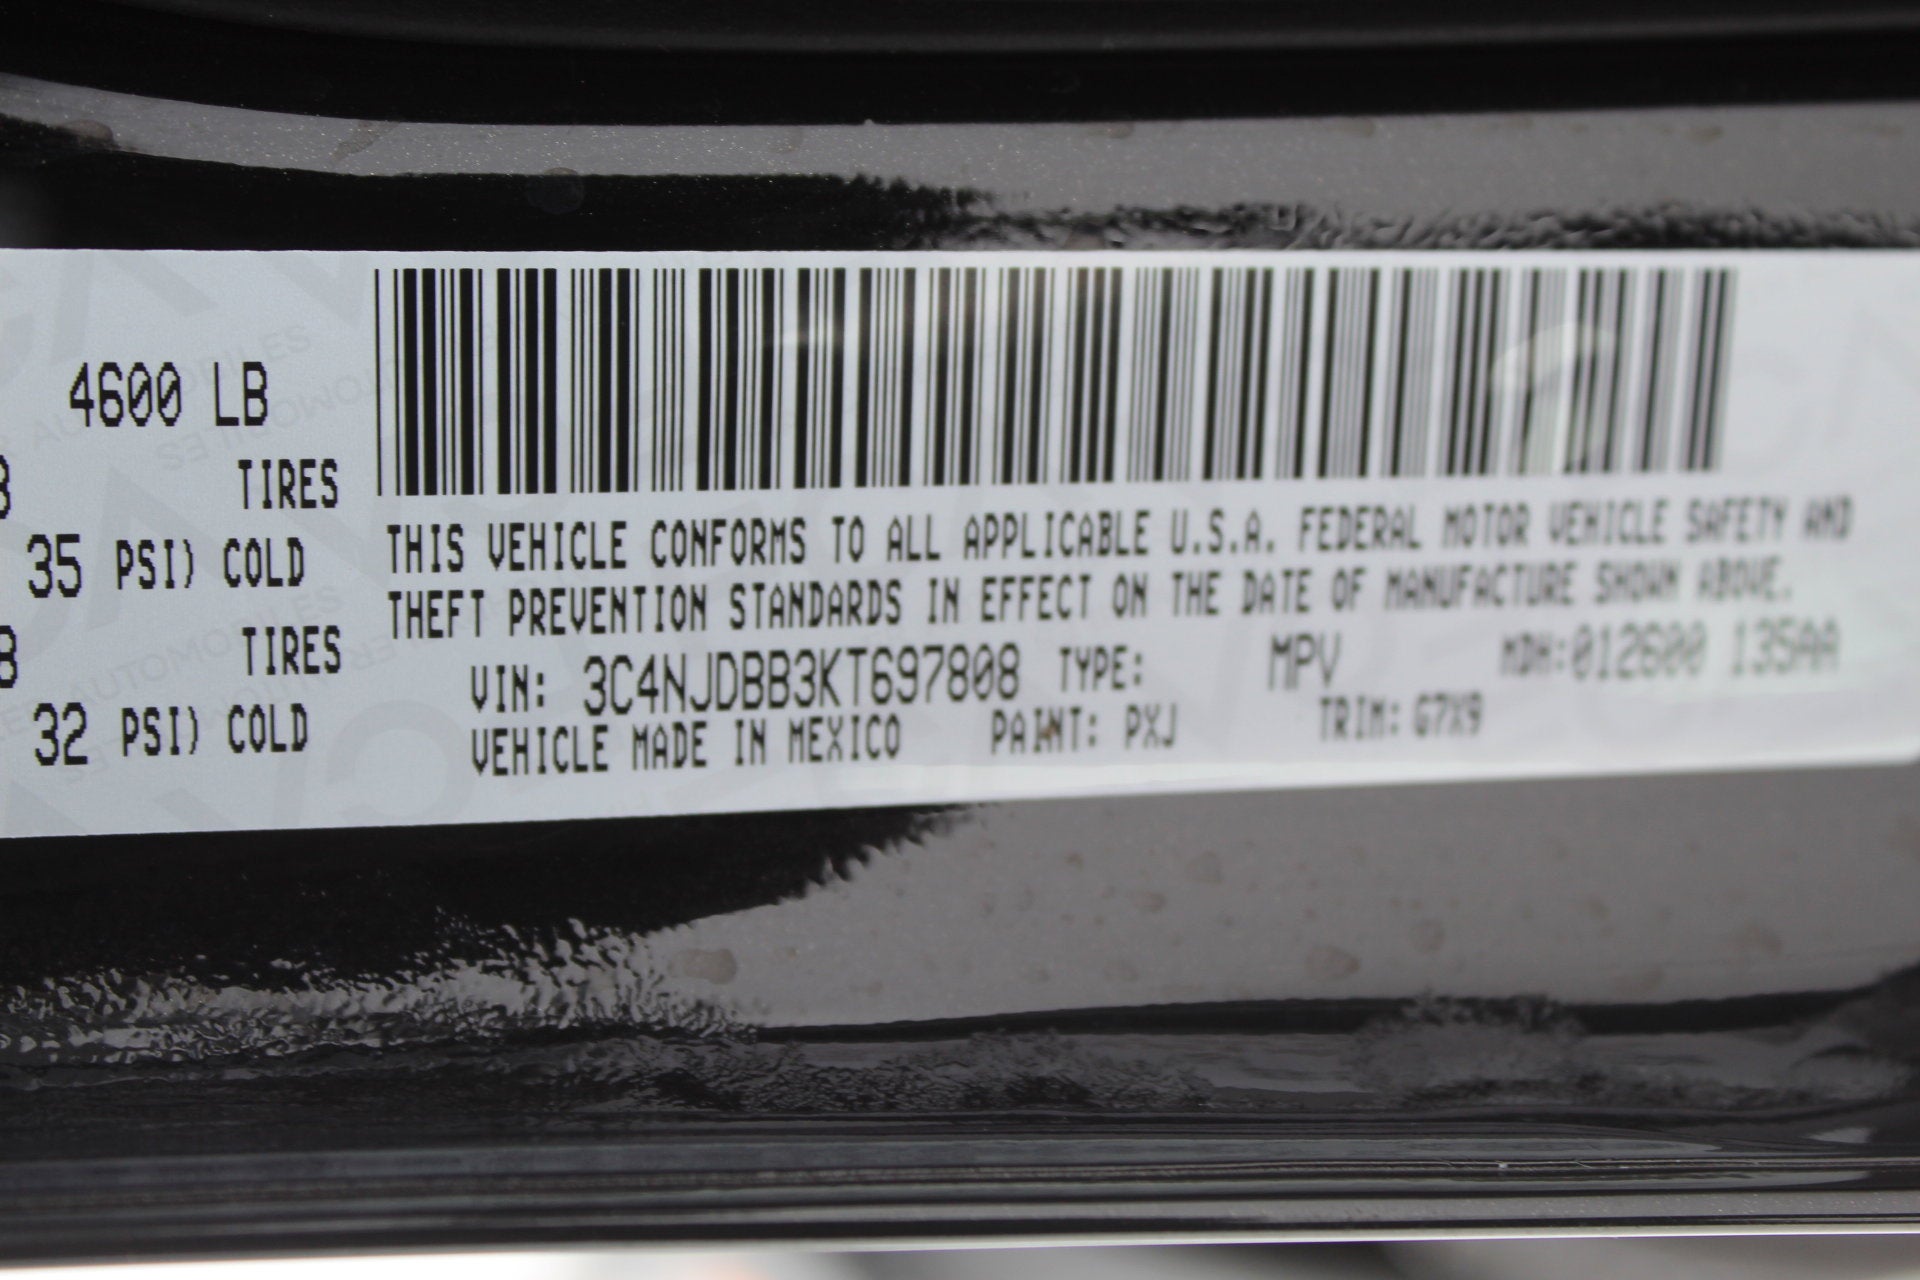 4600 LB
TIRES
35 PSI) COLD
TIRES
32 PSI) COLD
THIS VEHICLE CONFORMS TO ALL APPLICABLE U.S.A. FEDERAL MOTOR VEHICLE SAFETY AND
THEFT PREVENTION STANDARDS IN EFFECT ON THE DATE OF MANUFACTURE SHOWN ABOVE.
VIN: 3C4NJDBB3KT697808 TYPE: MPV MDH:012600 135AA
VEHICLE MADE IN MEXICO PAINT: PXJ TRIM: G7X9